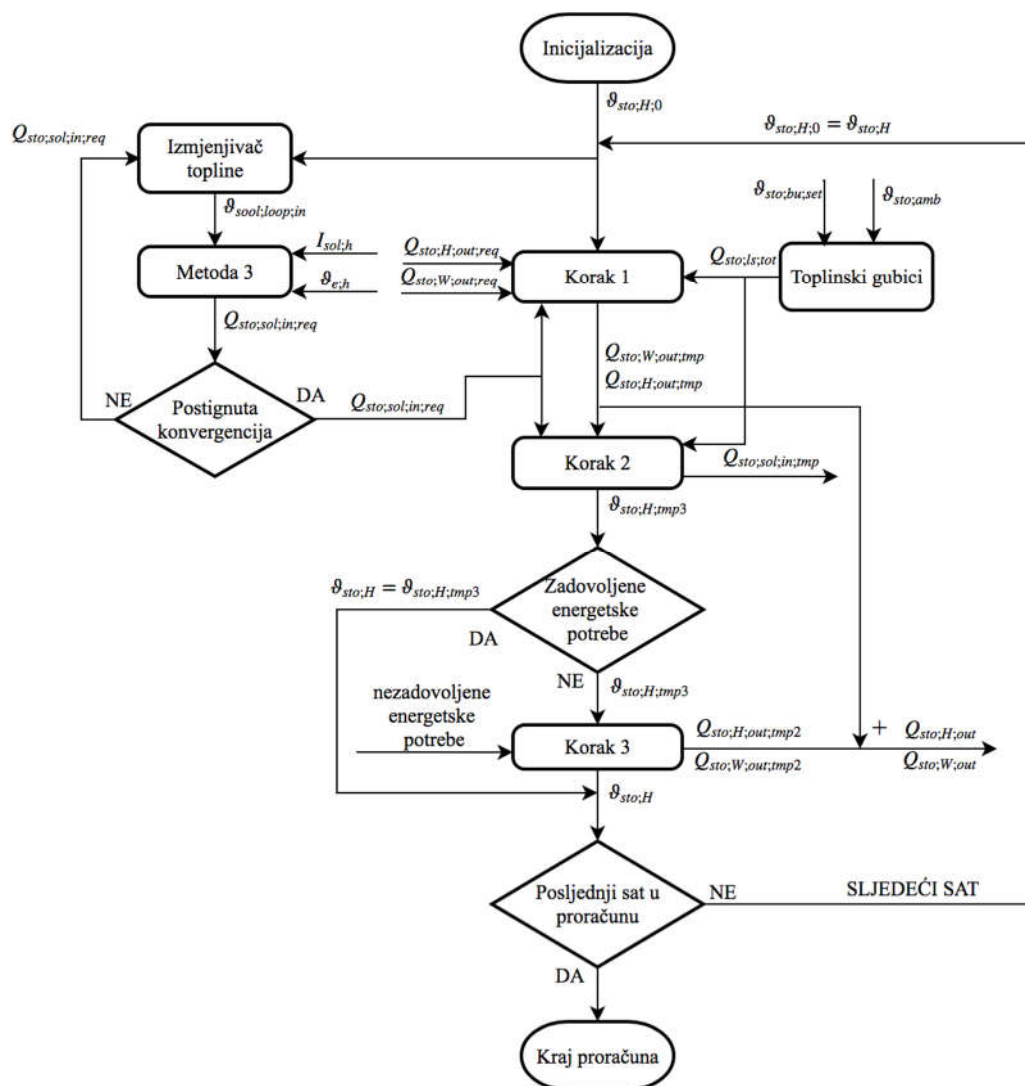 Inicijalizacija
ϑsto;H;0
Qsto;sol;in;req
ϑsto;H;0 = ϑsto;H
Izmjenjivač
topline
ϑsto;bu;set
ϑsto;amb
ϑsool;loop;in
Isol;h
Qsto;H;out;req
Qsto;ls;tot
Metoda 3
Korak 1
Toplinski gubici
ϑe;h
Qsto;W;out;req
Qsto;sol;in;req
Qsto;W;out;tmp
Qsto;H;out;tmp
NE
DA
Qsto;sol;in;req
Postignuta
konvergencija
Korak 2
Qsto;sol;in;tmp
ϑsto;H;tmp3
ϑsto;H = ϑsto;H;tmp3
Zadovoljene
energetske
potrebe
DA
NE
ϑsto;H;tmp3
nezadovoljene
energetske
potrebe
Korak 3
Qsto;H;out;tmp2
+
Qsto;H;out
Qsto;W;out;tmp2
Qsto;W;out
ϑsto;H
Posljednji sat u
proračunu
NE
SLJEDEĆI SAT
DA
Kraj proračuna